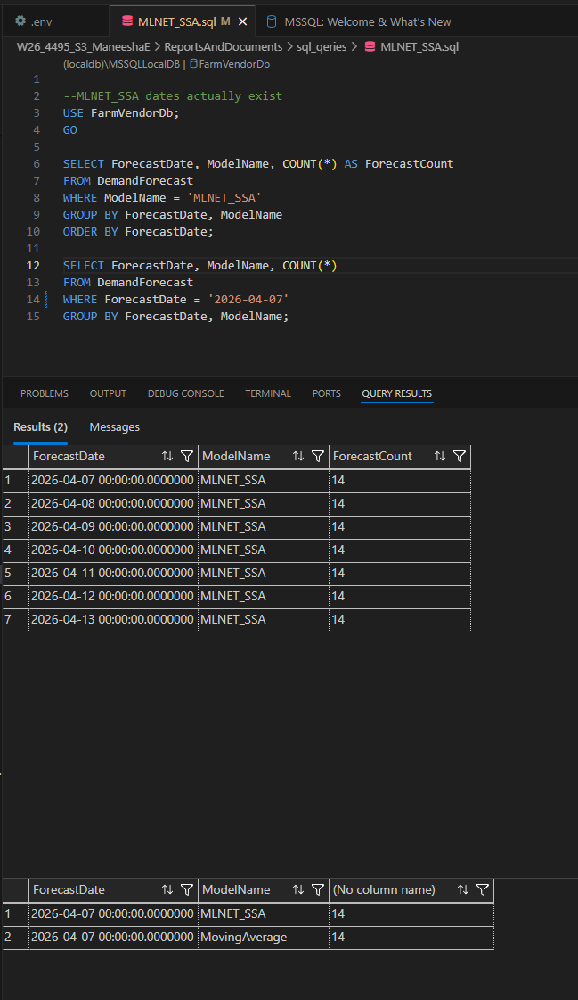 .env
MLNET_SSA.sql M
MSSQL: Welcome & What's New
W26_4495_S3_ManeeshaE > ReportsAndDocuments > sql_qeries > MLNET_SSA.sql
(localdb)\MSSQLLocalDB | FarmVendorDb
1
2 --MLNET_SSA dates actually exist
3 USE FarmVendorDb;
4 GO
5
6 SELECT ForecastDate, ModelName, COUNT(*) AS ForecastCount
7 FROM DemandForecast
8 WHERE ModelName = 'MLNET_SSA'
9 GROUP BY ForecastDate, ModelName
10 ORDER BY ForecastDate;
11
12 SELECT ForecastDate, ModelName, COUNT(*)
13 FROM DemandForecast
14 WHERE ForecastDate = '2026-04-07'
15 GROUP BY ForecastDate, ModelName;
PROBLEMS OUTPUT DEBUG CONSOLE TERMINAL PORTS QUERY RESULTS
Results (2) Messages
ForecastDate ModelName ForecastCount
1 2026-04-07 00:00:00.0000000 MLNET_SSA 14
2 2026-04-08 00:00:00.0000000 MLNET_SSA 14
3 2026-04-09 00:00:00.0000000 MLNET_SSA 14
4 2026-04-10 00:00:00.0000000 MLNET_SSA 14
5 2026-04-11 00:00:00.0000000 MLNET_SSA 14
6 2026-04-12 00:00:00.0000000 MLNET_SSA 14
7 2026-04-13 00:00:00.0000000 MLNET_SSA 14
ForecastDate ModelName (No column name)
1 2026-04-07 00:00:00.0000000 MLNET_SSA 14
2 2026-04-07 00:00:00.0000000 MovingAverage 14